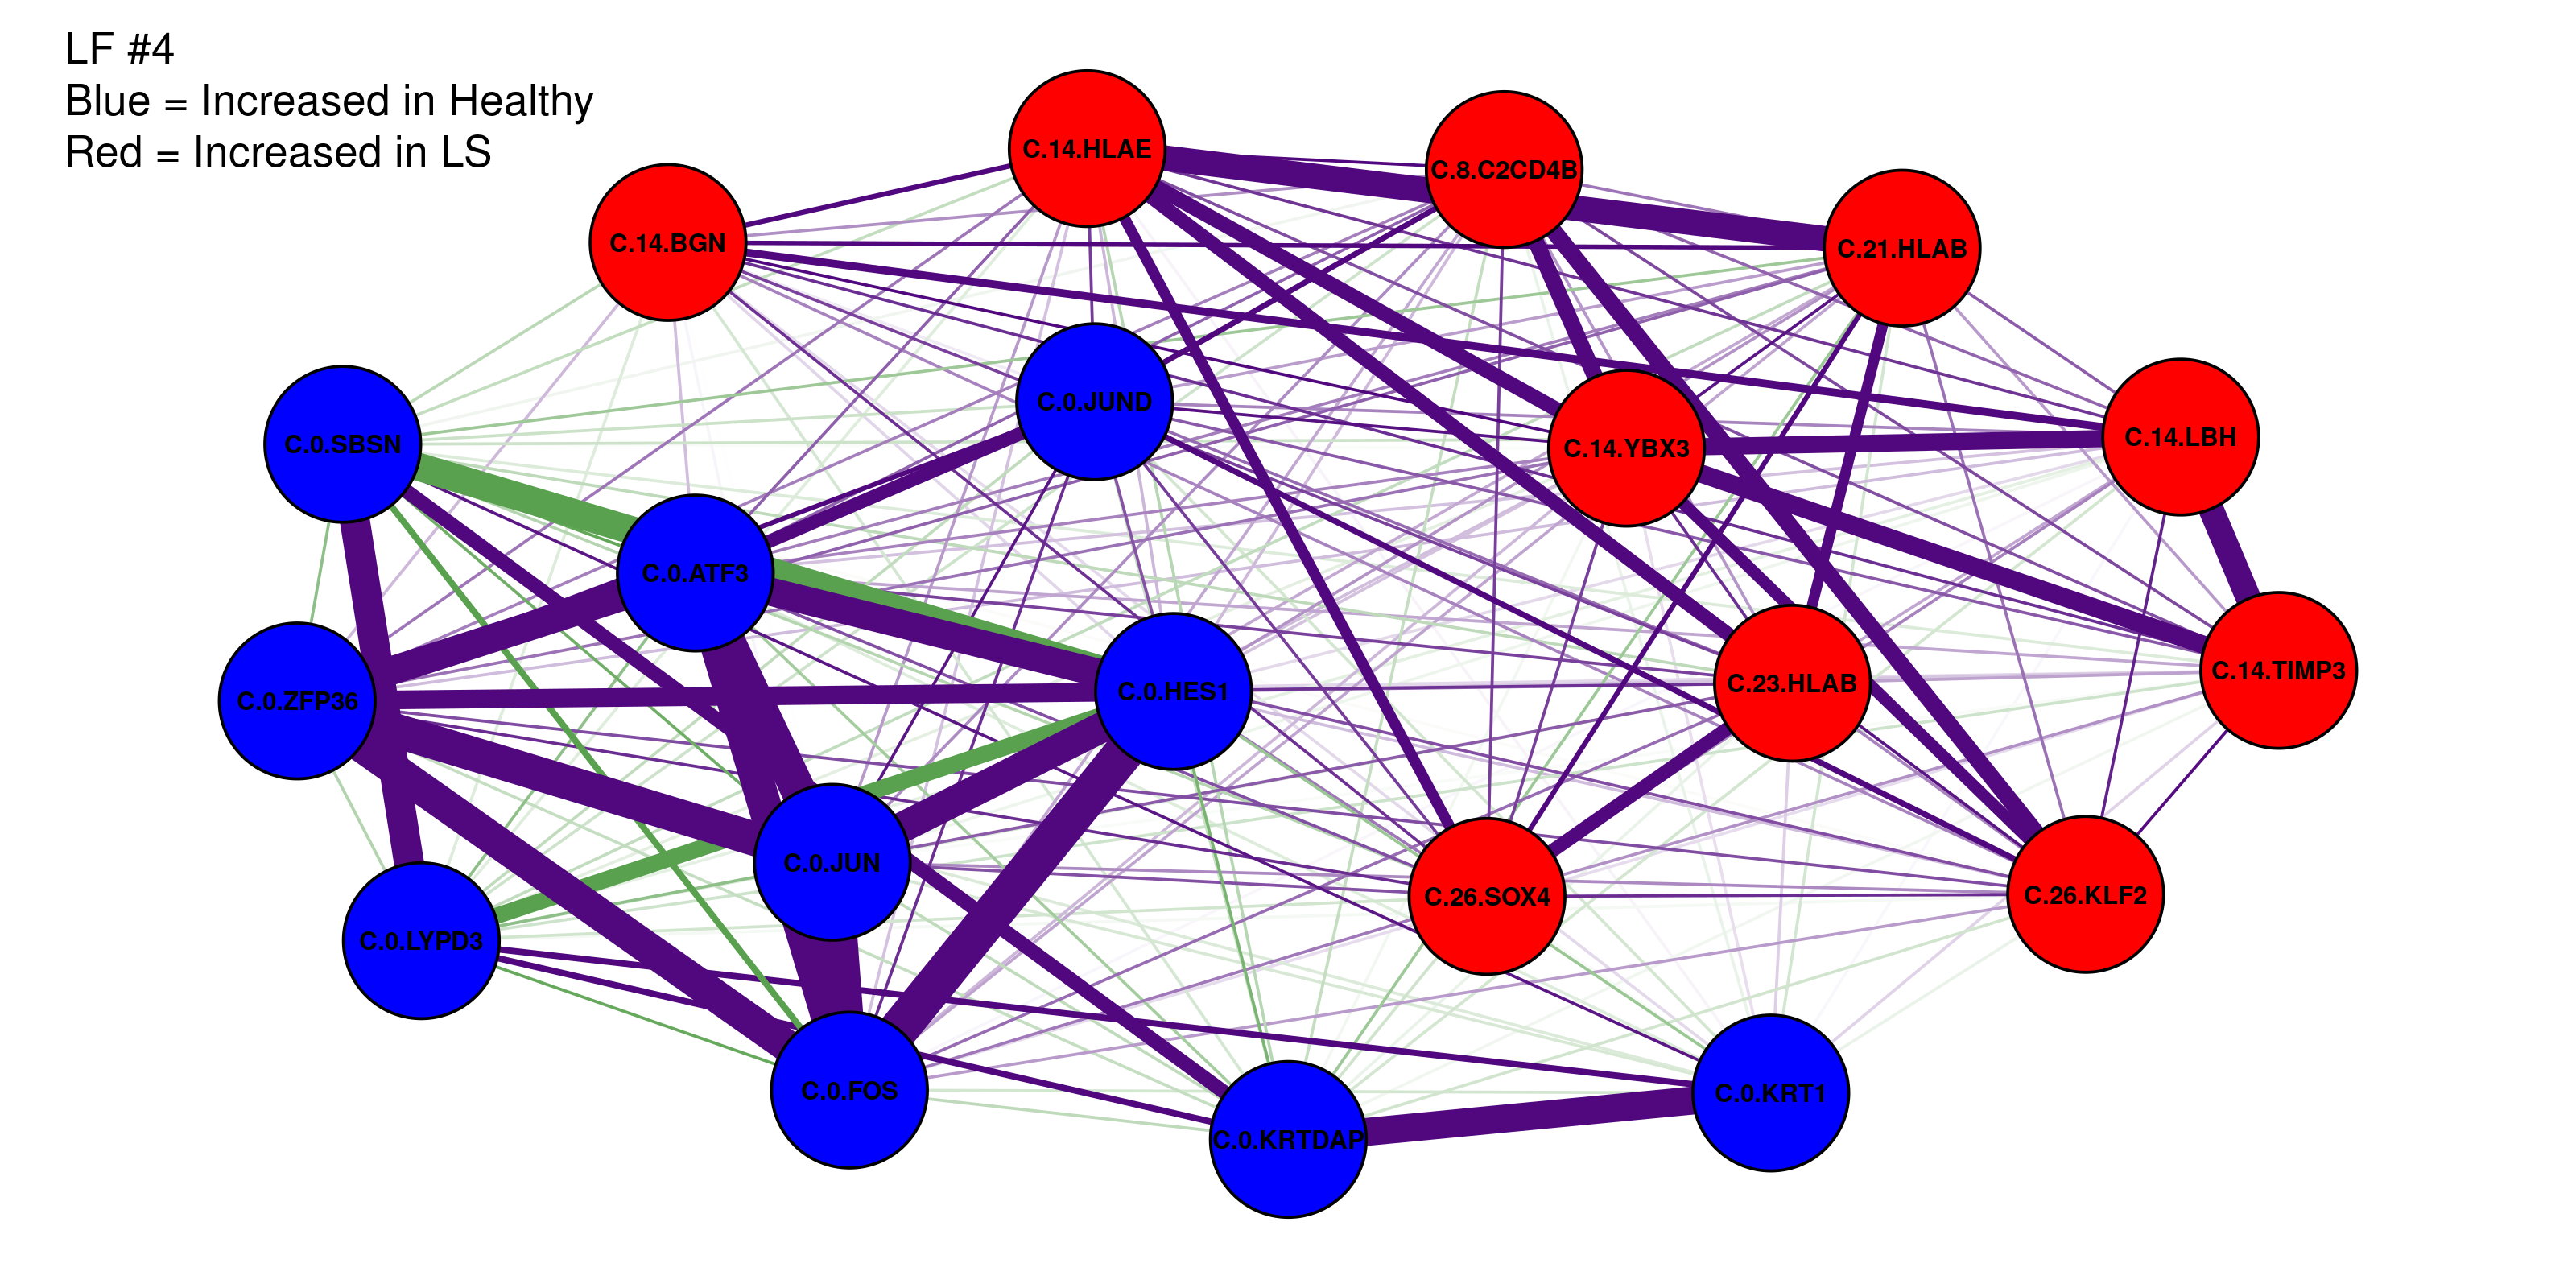 LF #4
Blue = Increased in Healthy
Red = Increased in LS
C.14.HLAE
C.8.C2CD4B
C.14.BGN
C.21.HLAB
C.0.JUND
C.14.LBH
C.0.SBSN
C.14.YBX3
C.0.ATF3
C.14.TIMP3
C.23.HLAB
C.0.HES1
C.0.ZFP36
C.0.JUN
C.26.KLF2
C.26.SOX4
C.0.LYPD3
C.0.FOS
C.0.KRT1
C.0.KRTDAP